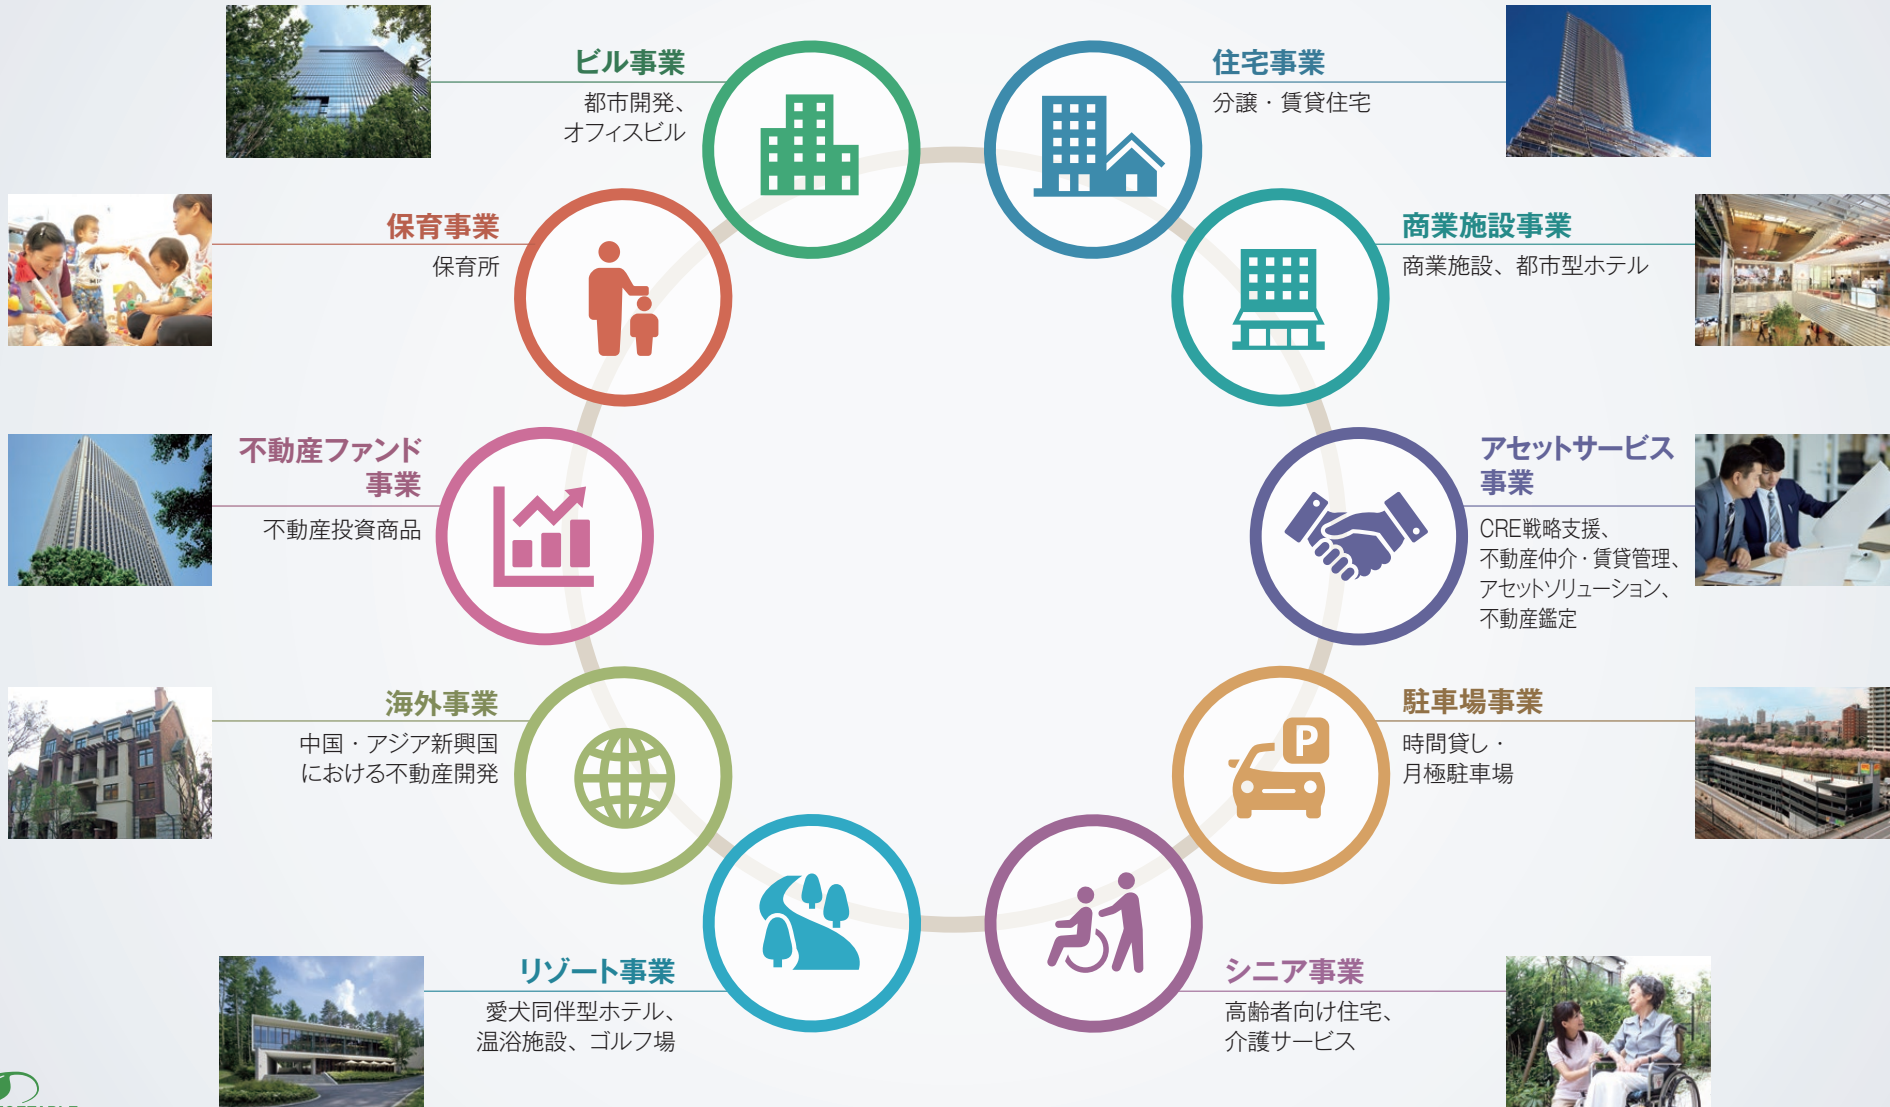 ビル事業
都市開発、
オフィスビル
住宅事業
分譲・賃貸住宅
保育事業
保育所
商業施設事業
商業施設、都市型ホテル
不動産ファンド
事業
不動産投資商品
アセットサービス
事業
CRE戦略支援、
不動産仲介・賃貸管理、
アセットソリューション、
不動産鑑定
海外事業
中国・アジア新興国
における不動産開発
駐車場事業
P
時間貸し・
月極駐車場
リゾート事業
愛犬同伴型ホテル、
温浴施設、ゴルフ場
シニア事業
高齢者向け住宅、
介護サービス